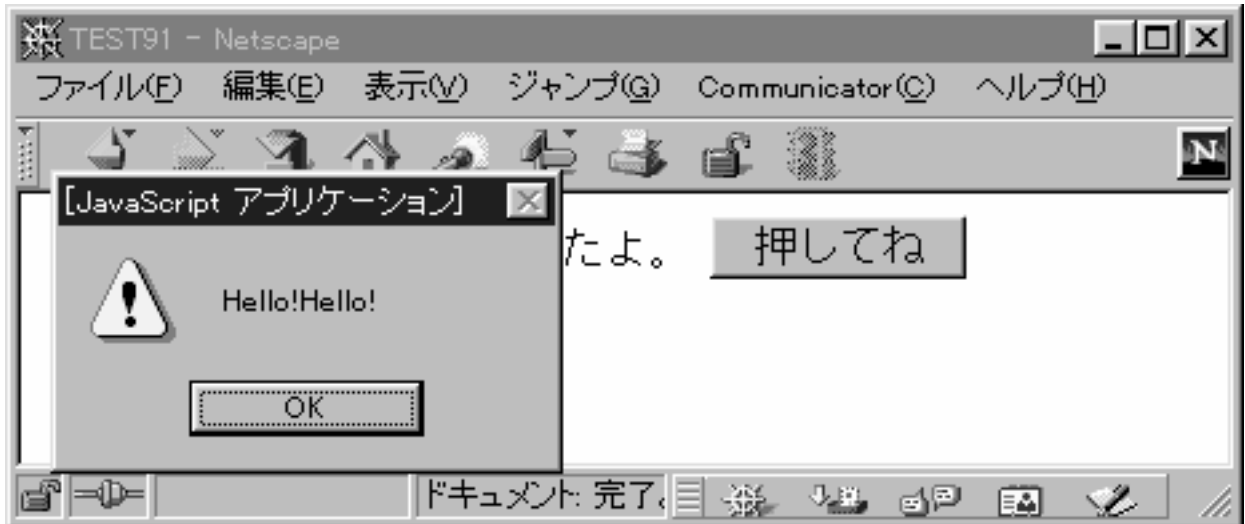 TEST91 - Netscape
ファイル(F) 編集(E) 表示(V) ジャンプ(G) Communicator(C) ヘルプ(H)
N
[JavaScript アプリケーション]
たよ。 押してね
Hello!Hello!
OK
ドキュメント: 完了。